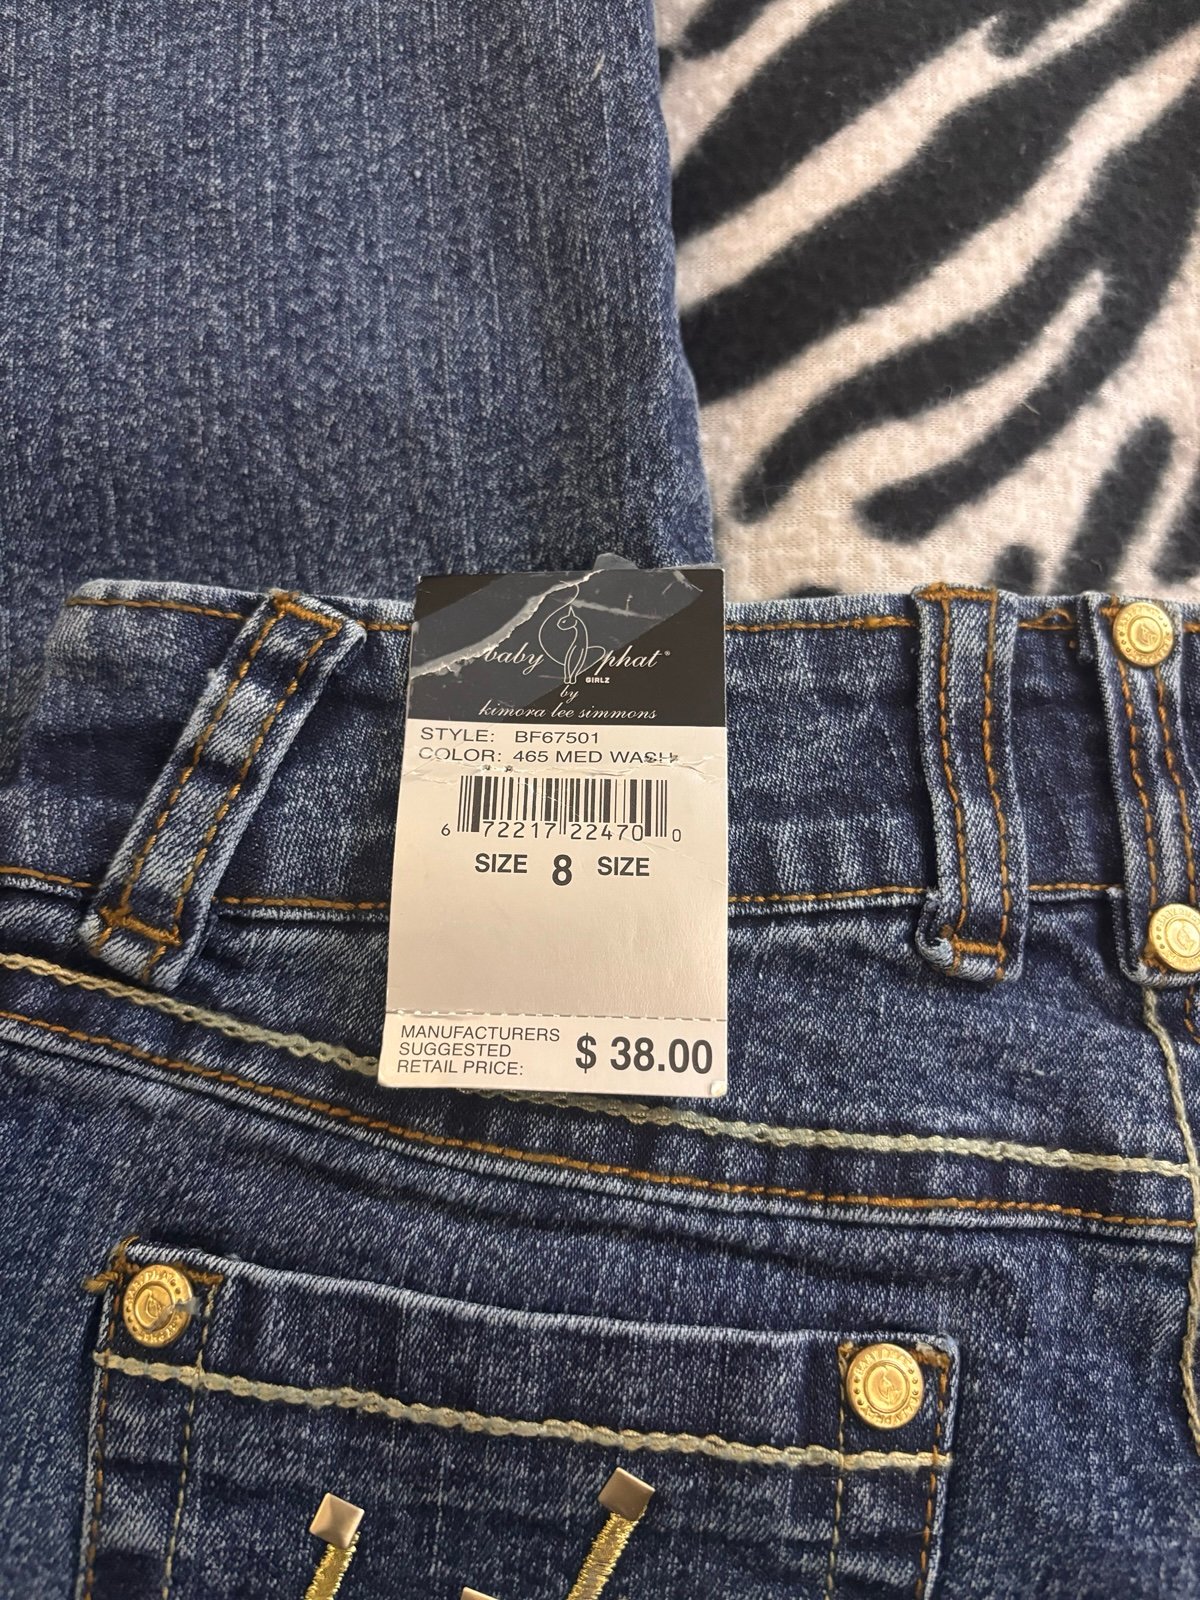 baby phat®
GIRLZ
by
kimora lee simmons
STYLE: BF67501
COLOR: 465 MED WASH
6 72217 22470 0
SIZE 8 SIZE
MANUFACTURERS
SUGGESTED
RETAIL PRICE:
$ 38.00